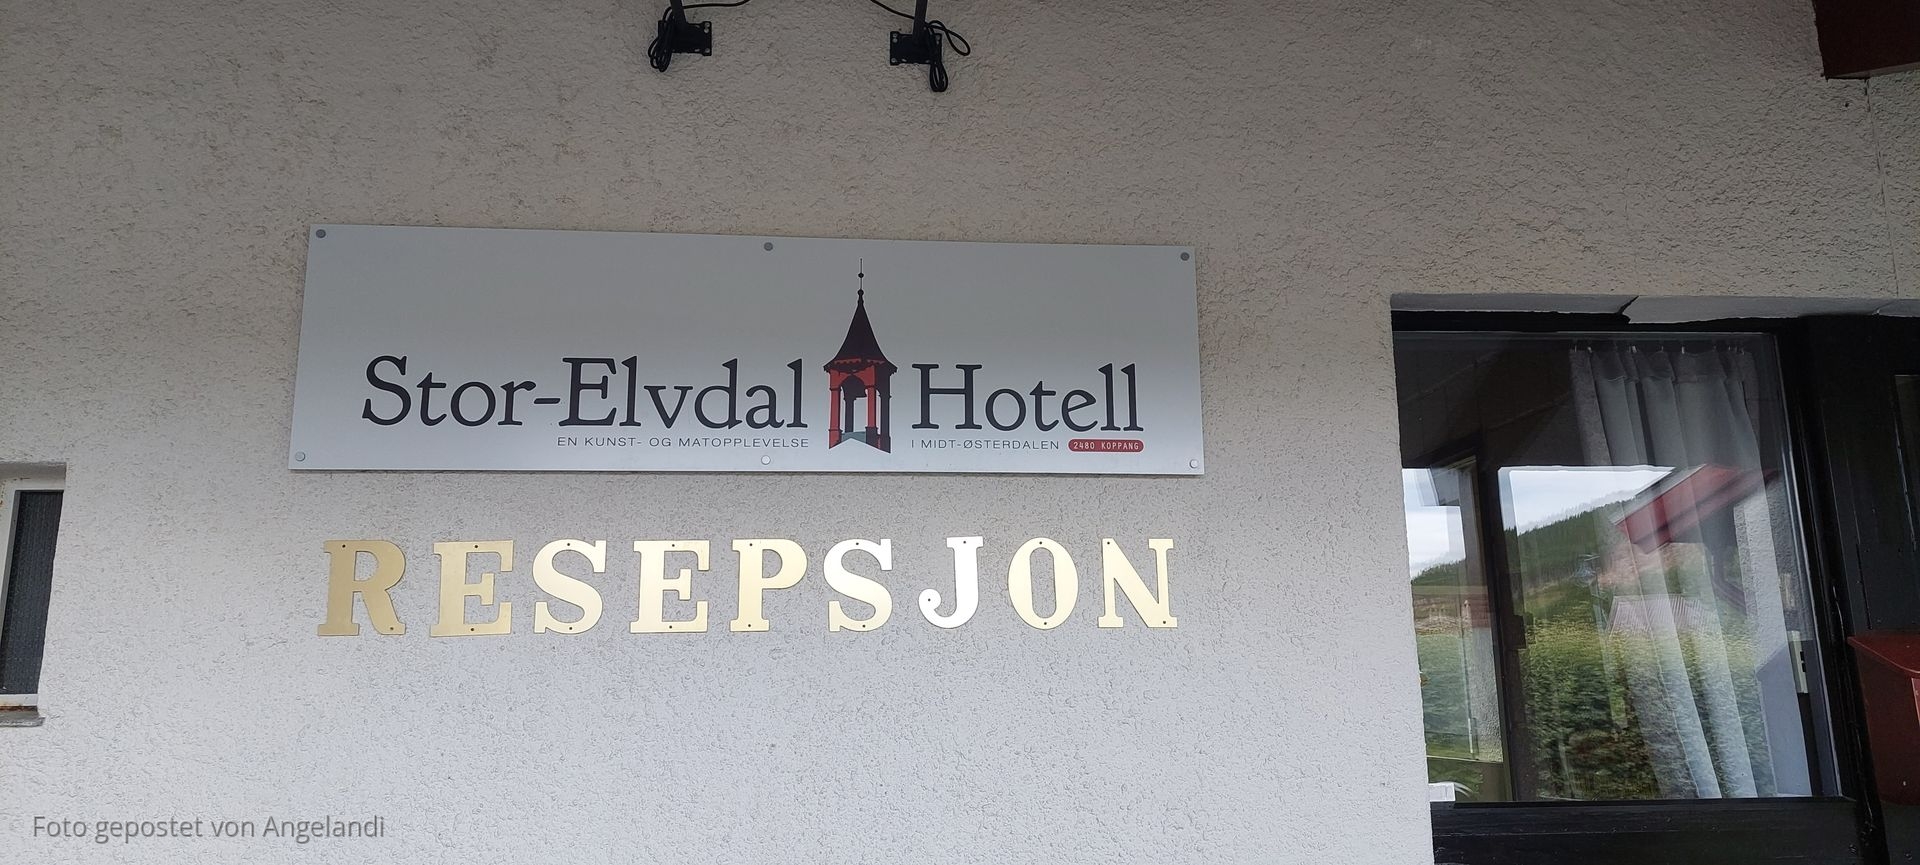 Stor-Elvdal Hotell
EN KUNST- OG MATOPPLEVELSE I MIDT-ØSTERDALEN 2480 KOPPANG
RESEPSJON
Foto gepostet von Angelandi